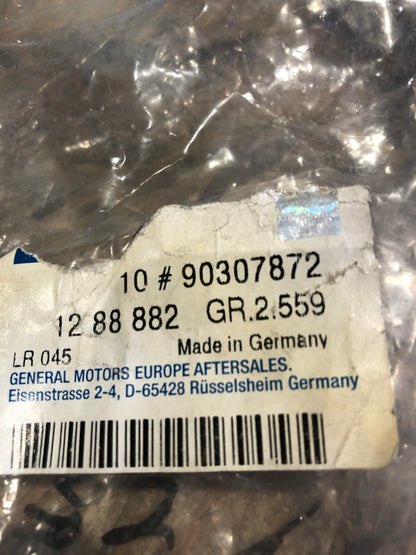 10 # 90307872
12 88 882 GR.2.559
LR 045 Made in Germany
GENERAL MOTORS EUROPE AFTERSALES.
Eisenstrasse 2-4, D-65428 Rüsselsheim Germany